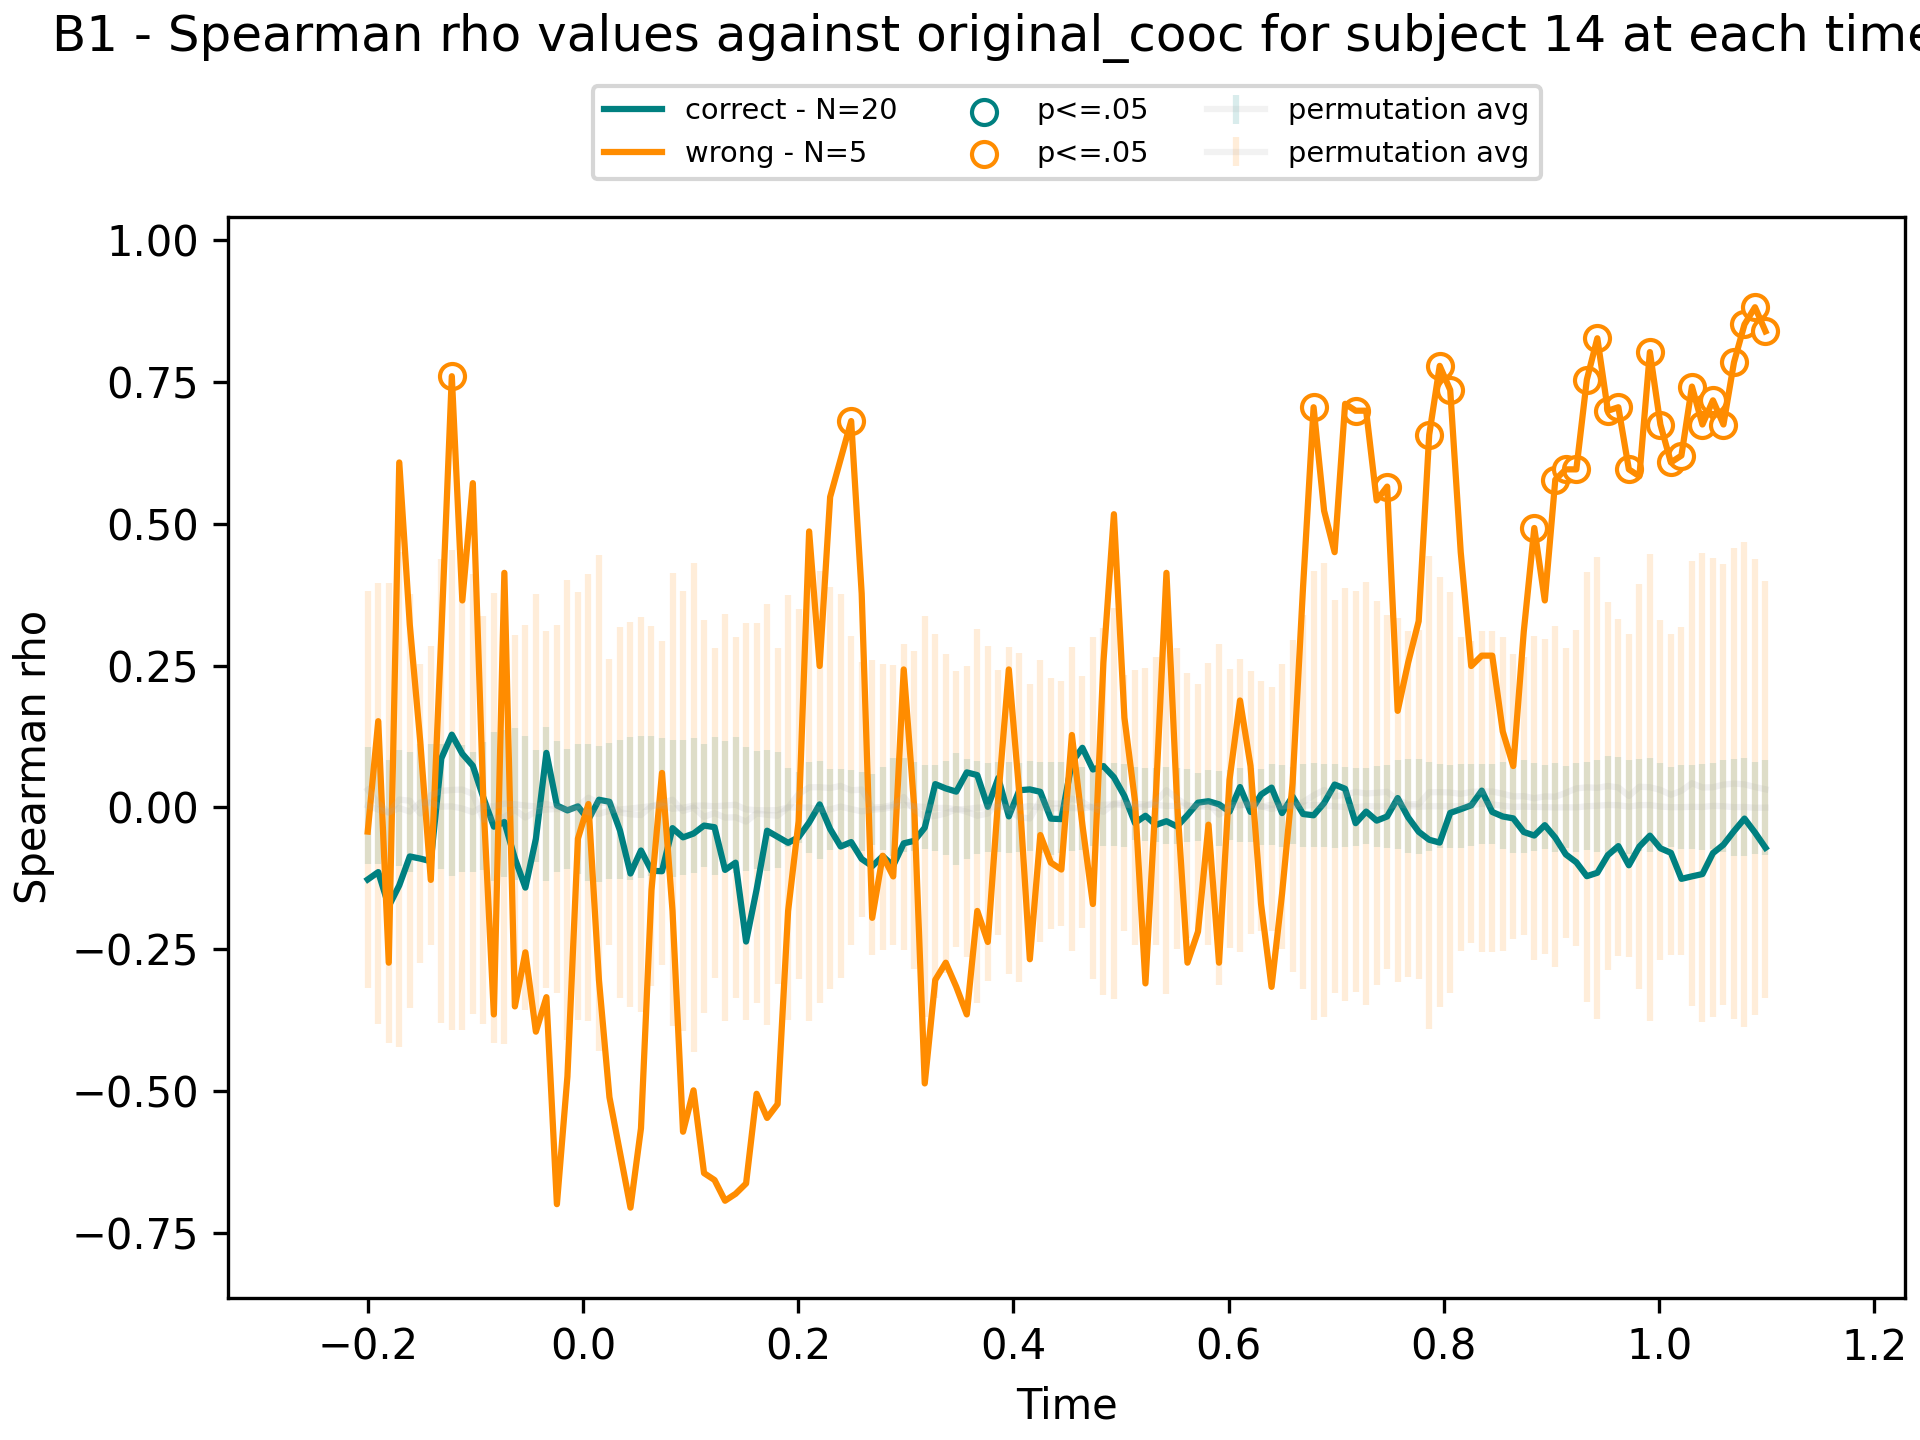 B1 - Spearman rho values against original_cooc for subject 14 at each time
correct - N=20
wrong - N=5
p<=.05
p<=.05
permutation avg
permutation avg
Spearman rho
1.00
0.75
0.50
0.25
0.00
−0.25
−0.50
−0.75
−0.2
0.0
0.2
0.4
0.6
0.8
1.0
1.2
Time